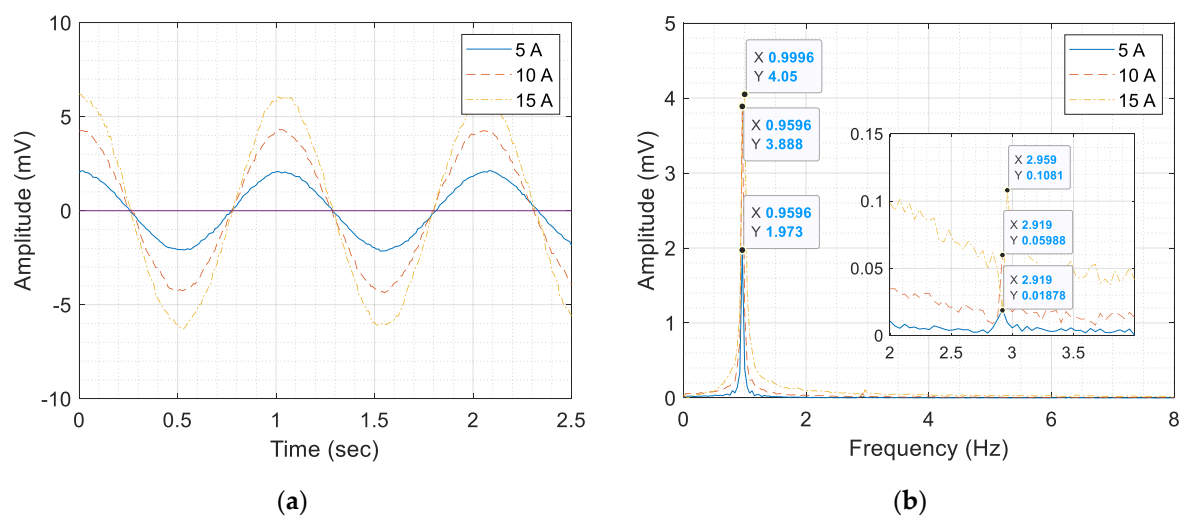 10
5
0
-5
-10
0
0.5
1
1.5
2
2.5
Amplitude (mV)
Time (sec)
5 A
10 A
15 A
(a)
5
4
3
2
1
0
0
2
4
6
8
Amplitude (mV)
Frequency (Hz)
5 A
10 A
15 A
X 0.9996
Y 4.05
X 0.9596
Y 3.888
X 0.9596
Y 1.973
0.15
0.1
0.05
0
2
2.5
3
3.5
X 2.959
Y 0.1081
X 2.919
Y 0.05988
X 2.919
Y 0.01878
(b)